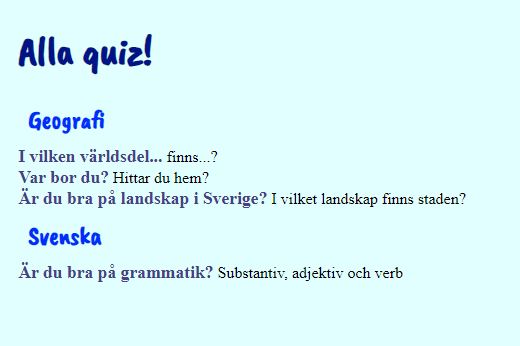 Alla quiz!
Geografi
I vilken världsdel... finns...?
Var bor du? Hittar du hem?
Är du bra på landskap i Sverige? I vilket landskap finns staden?
Svenska
Är du bra på grammatik? Substantiv, adjektiv och verb